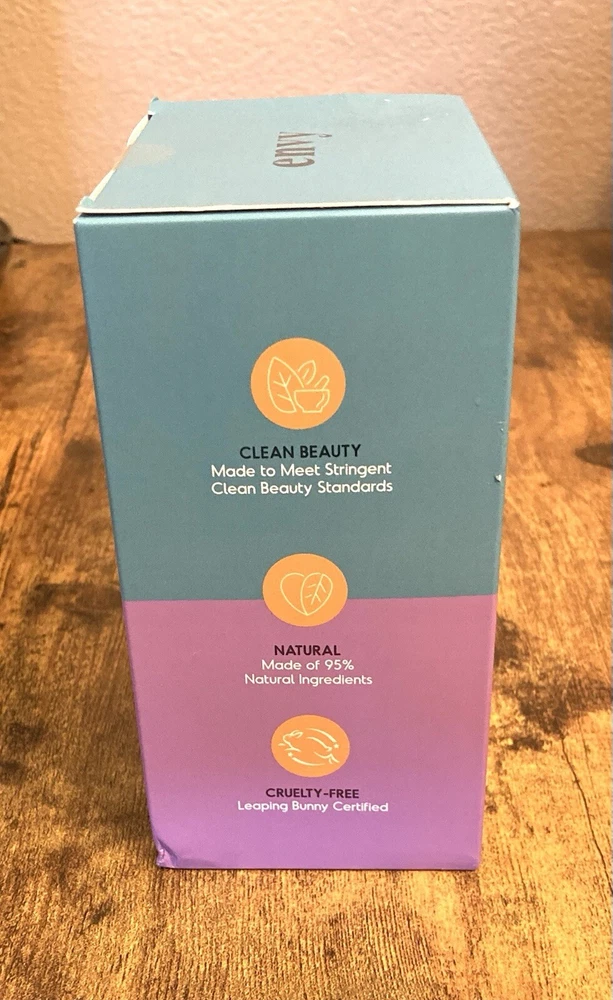 envy
CLEAN BEAUTY
Made to Meet Stringent
Clean Beauty Standards
NATURAL
Made of 95%
Natural Ingredients
CRUELTY-FREE
Leaping Bunny Certified